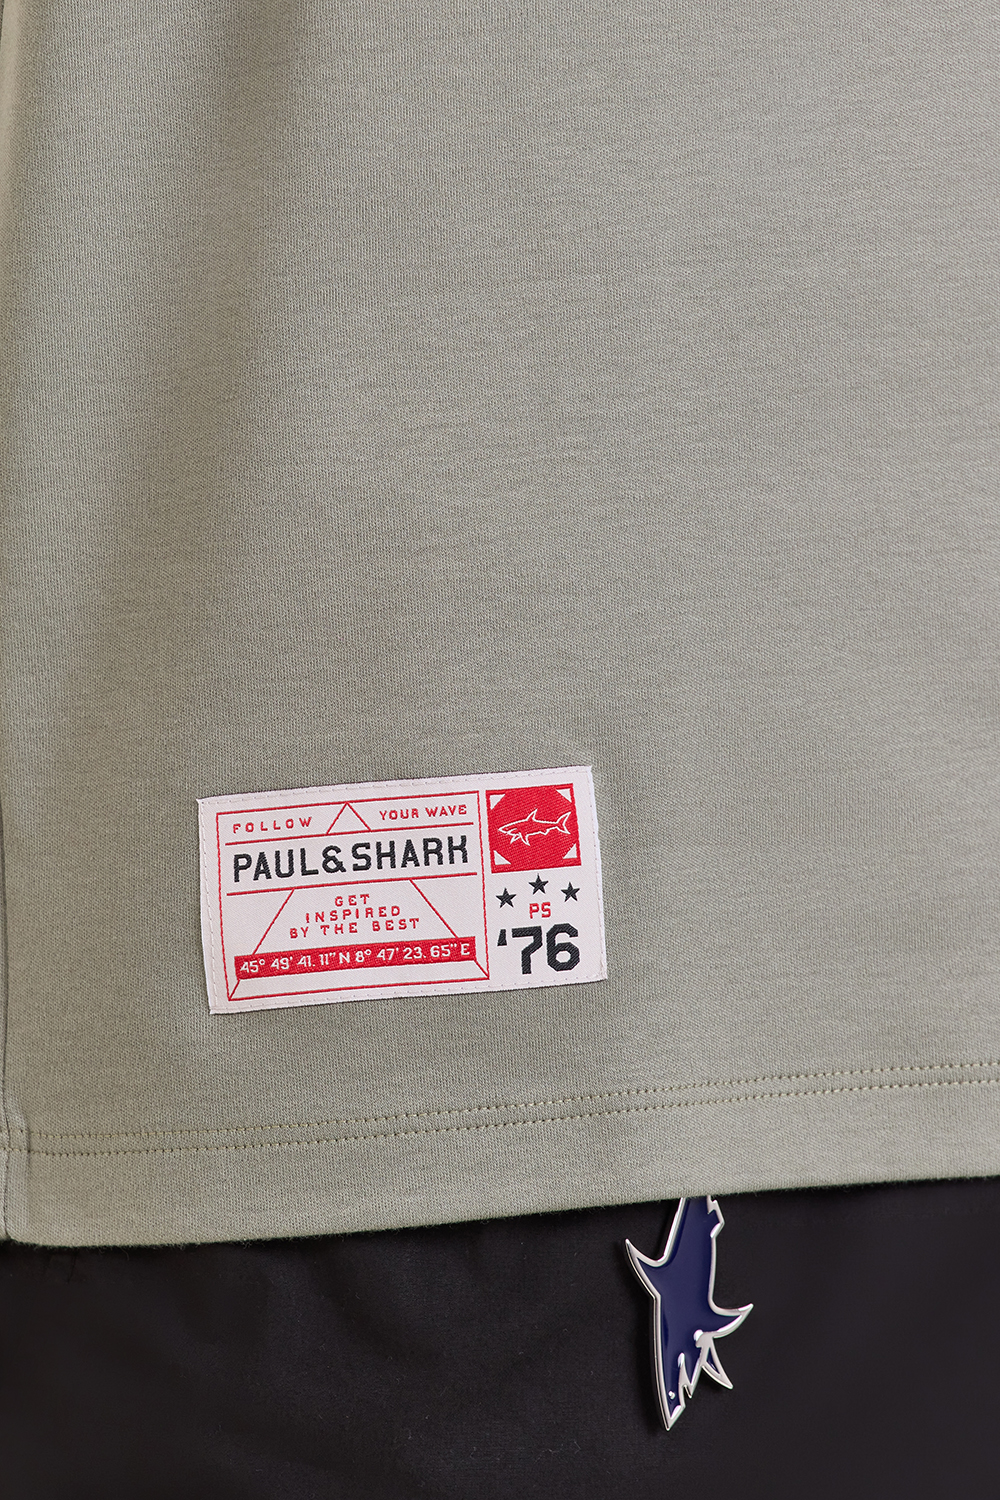 FOLLOW YOUR WAVE
PAUL&SHARK
GET
INSPIRED
BY THE BEST
45° 49' 41. 11" N 8° 47' 23. 65" E
PS
'76